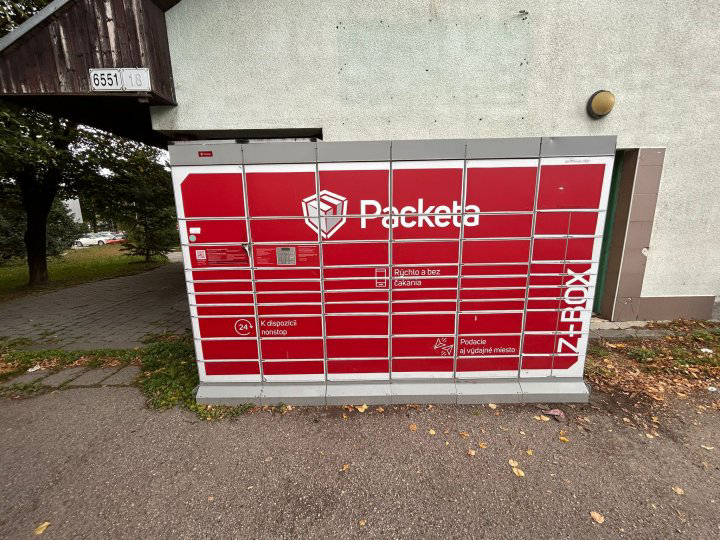 6551 18
Packeta
Rýchlo a bez
čakania
24
K dispozícii
nonstop
Podacie
aj výdajné miesto
Z-BOX